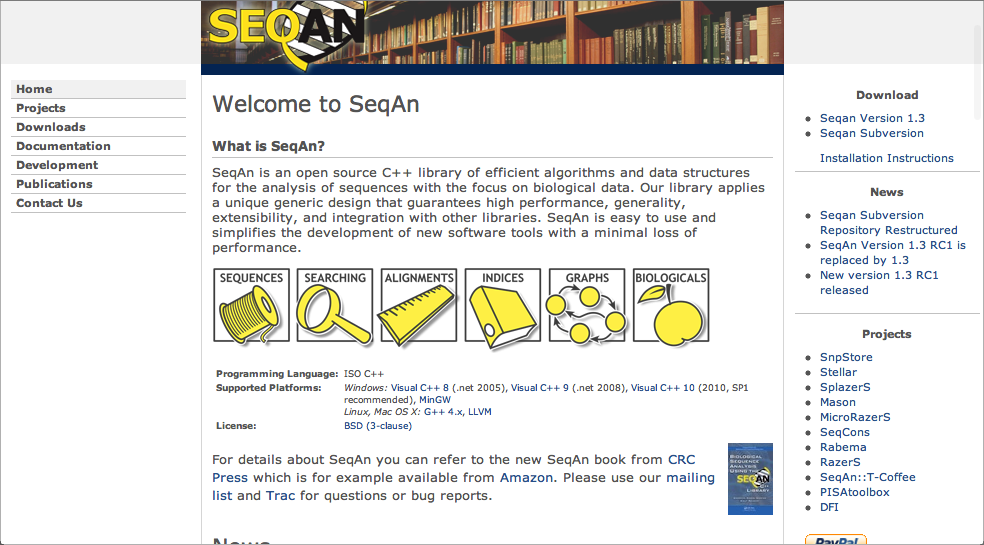 SEQAN
Home
Projects
Downloads
Documentation
Development
Publications
Contact Us
Welcome to SeqAn
What is SeqAn?
SeqAn is an open source C++ library of efficient algorithms and data structures
for the analysis of sequences with the focus on biological data. Our library applies
a unique generic design that guarantees high performance, generality,
extensibility, and integration with other libraries. SeqAn is easy to use and
simplifies the development of new software tools with a minimal loss of
performance.
SEQUENCES SEARCHING ALIGNMENTS INDICES GRAPHS BIOLOGICALS
Programming Language: ISO C++
Supported Platforms: Windows: Visual C++ 8 (.net 2005), Visual C++ 9 (.net 2008), Visual C++ 10 (2010, SP1
recommended), MinGW
Linux, Mac OS X: G++ 4.x, LLVM
License: BSD (3-clause)
For details about SeqAn you can refer to the new SeqAn book from CRC
Press which is for example available from Amazon. Please use our mailing
list and Trac for questions or bug reports.
BIOLOGICAL
SEQUENCE
ANALYSIS
USING THE
SEQAN
C++
LIBRARY
News
Download
Seqan Version 1.3
Seqan Subversion
Installation Instructions
News
Seqan Subversion
Repository Restructured
SeqAn Version 1.3 RC1 is
replaced by 1.3
New version 1.3 RC1
released
Projects
SnpStore
Stellar
SplazerS
Mason
MicroRazerS
SeqCons
Rabema
RazerS
SeqAn::T-Coffee
PISAtoolbox
DFI
PayPal